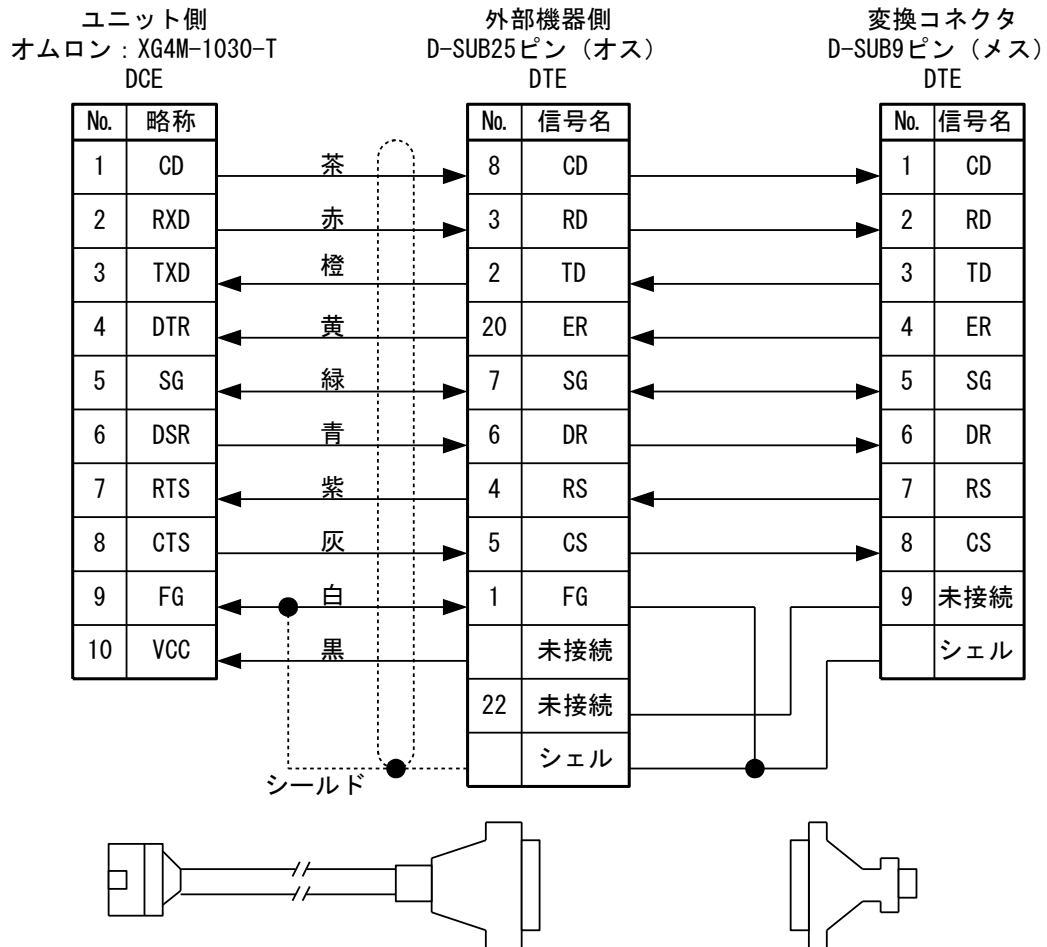 ユニット側
オムロン：XG4M-1030-T
DCE
外部機器側
D-SUB25ピン（オス）
DTE
変換コネクタ
D-SUB9ピン（メス）
DTE
No. 略称 No. 信号名 No. 信号名
1 CD 茶 8 CD 1 CD
2 RXD 赤 3 RD 2 RD
3 TXD 橙 2 TD 3 TD
4 DTR 黄 20 ER 4 ER
5 SG 緑 7 SG 5 SG
6 DSR 青 6 DR 6 DR
7 RTS 紫 4 RS 7 RS
8 CTS 灰 5 CS 8 CS
9 FG 白 1 FG 9 未接続
10 VCC 黒 未接続 シェル
22 未接続
シェル
シールド